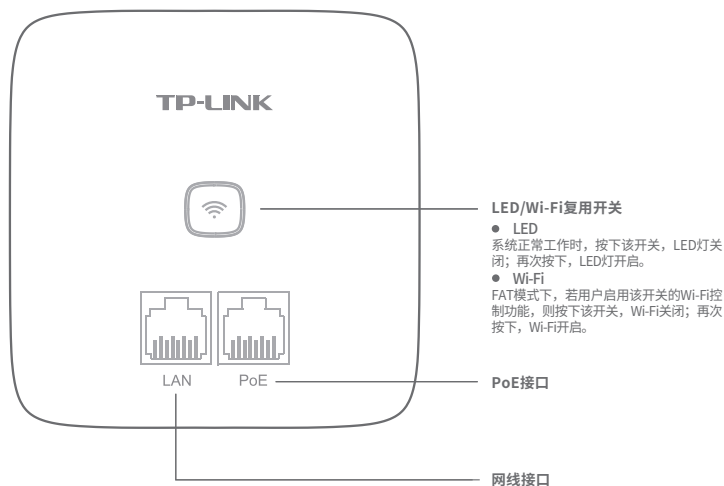 TP-LINK
LED/Wi-Fi复用开关
● LED
系统正常工作时，按下该开关，LED灯关
闭；再次按下，LED灯开启。
● Wi-Fi
FAT模式下，若用户启用该开关的Wi-Fi控
制功能，则按下该开关，Wi-Fi关闭；再次
按下，Wi-Fi开启。
LAN
PoE
PoE接口
网线接口